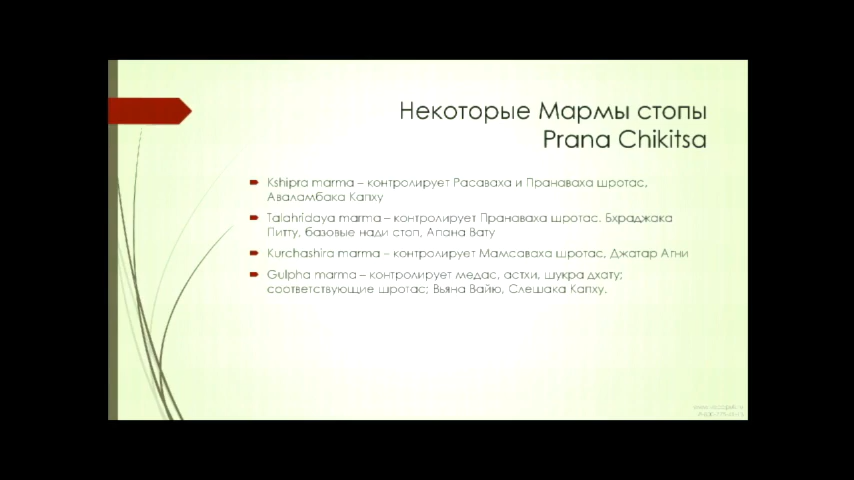 Некоторые Мармы стопы
Prana Chikitsa
Kshipra marma – контролирует Расаваха и Пранаваха шротас,
Аваламбака Капху
Talahridaya marma – контролирует Пранаваха шротас. Бхраджака
Питту, базовые нади стоп, Апана Вату
Kurchashira marma – контролирует Мамсаваха шротас, Джатар Агни
Gulpha marma – контролирует медас, астхи, шукра дхату;
соответствующие шротас; Вьяна Вайю, Слешака Капху.